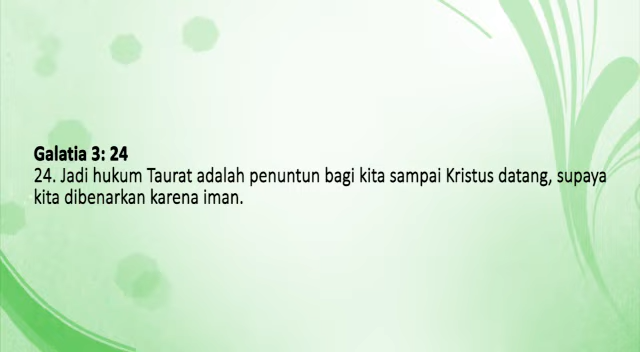 Galatia 3: 24
24. Jadi hukum Taurat adalah penuntun bagi kita sampai Kristus datang, supaya
kita dibenarkan karena iman.